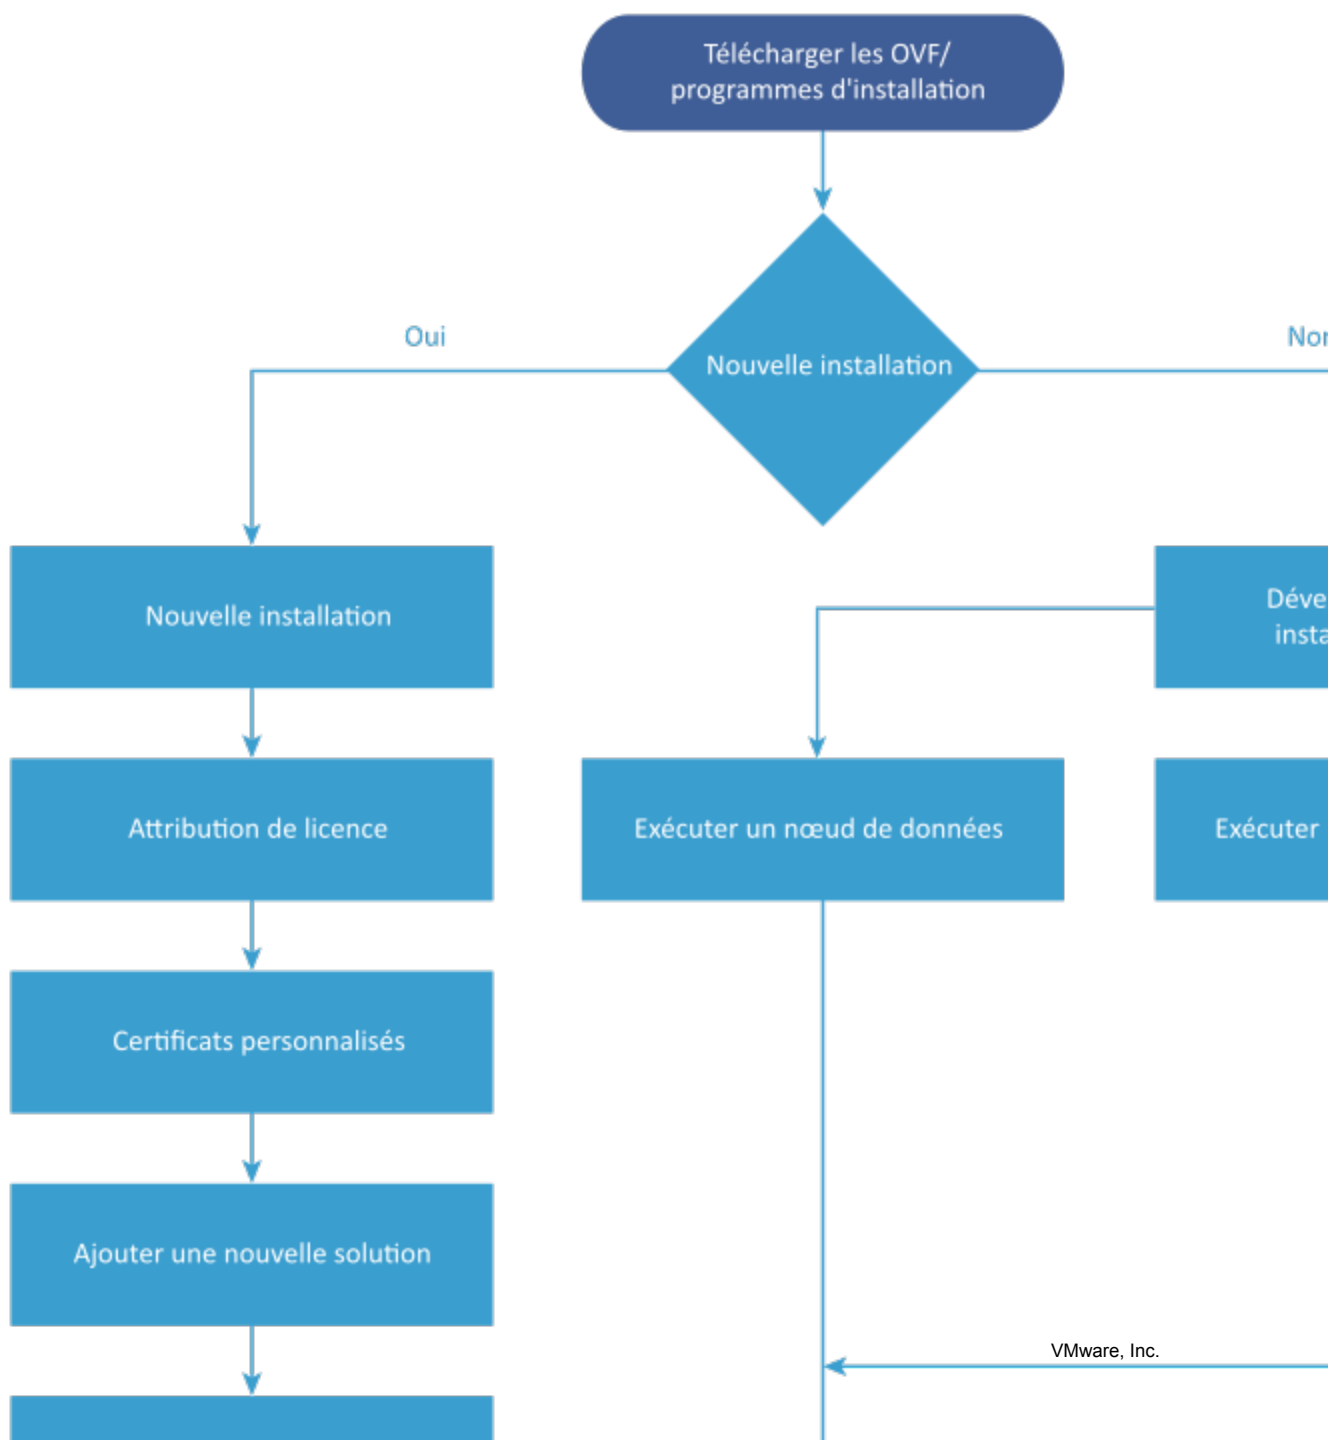 Télécharger les OVF/
programmes d'installation
Oui
Nouvelle installation
Nouvelle installation
Attribution de licence
Exécuter un nœud de données
Exécuter
Certificats personnalisés
Ajouter une nouvelle solution
VMware, Inc.